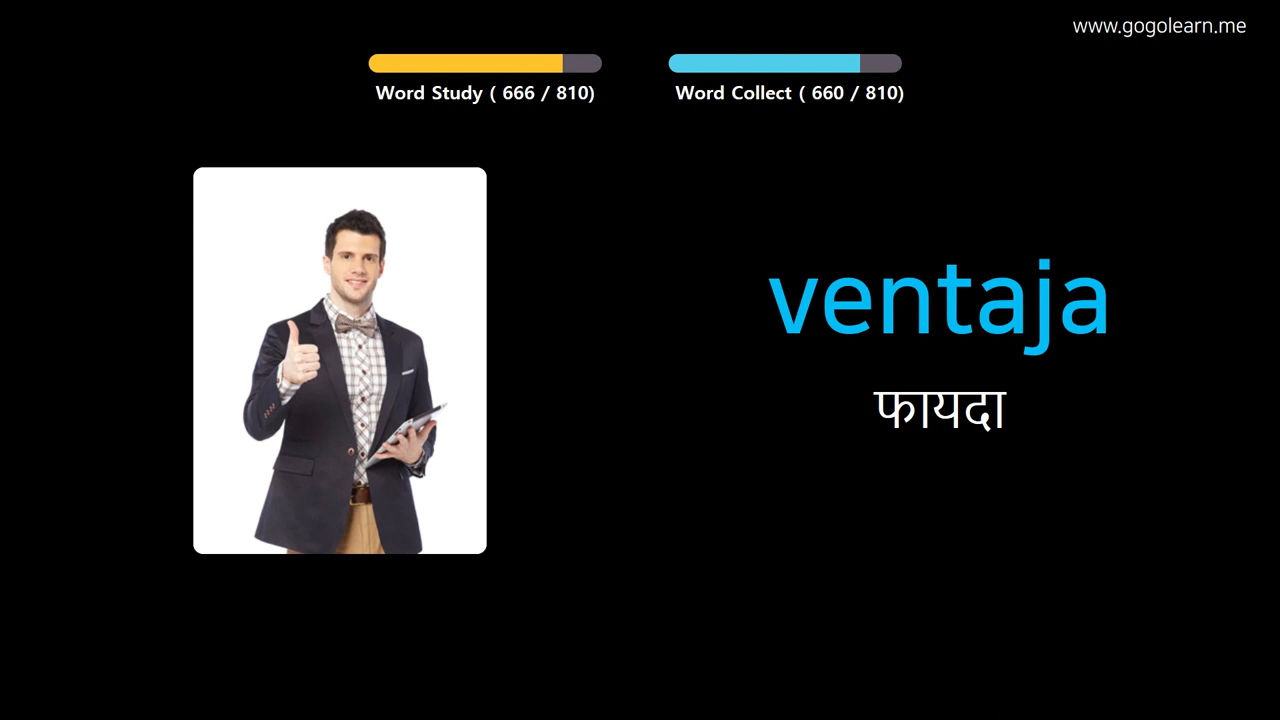 www.gogolearn.me
Word Study ( 666 / 810)
Word Collect ( 660 / 810)
ventaja
फायदा